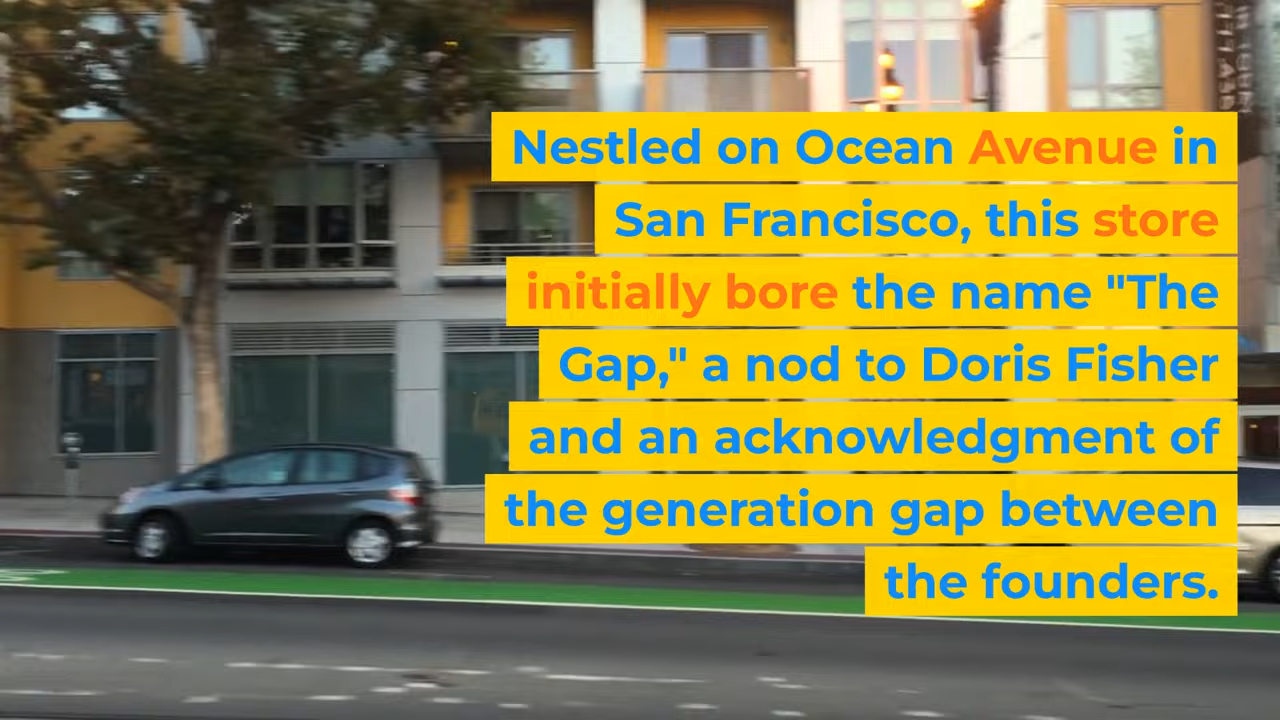 Nestled on Ocean Avenue in
San Francisco, this store
initially bore the name "The
Gap," a nod to Doris Fisher
and an acknowledgment of
the generation gap between
the founders.